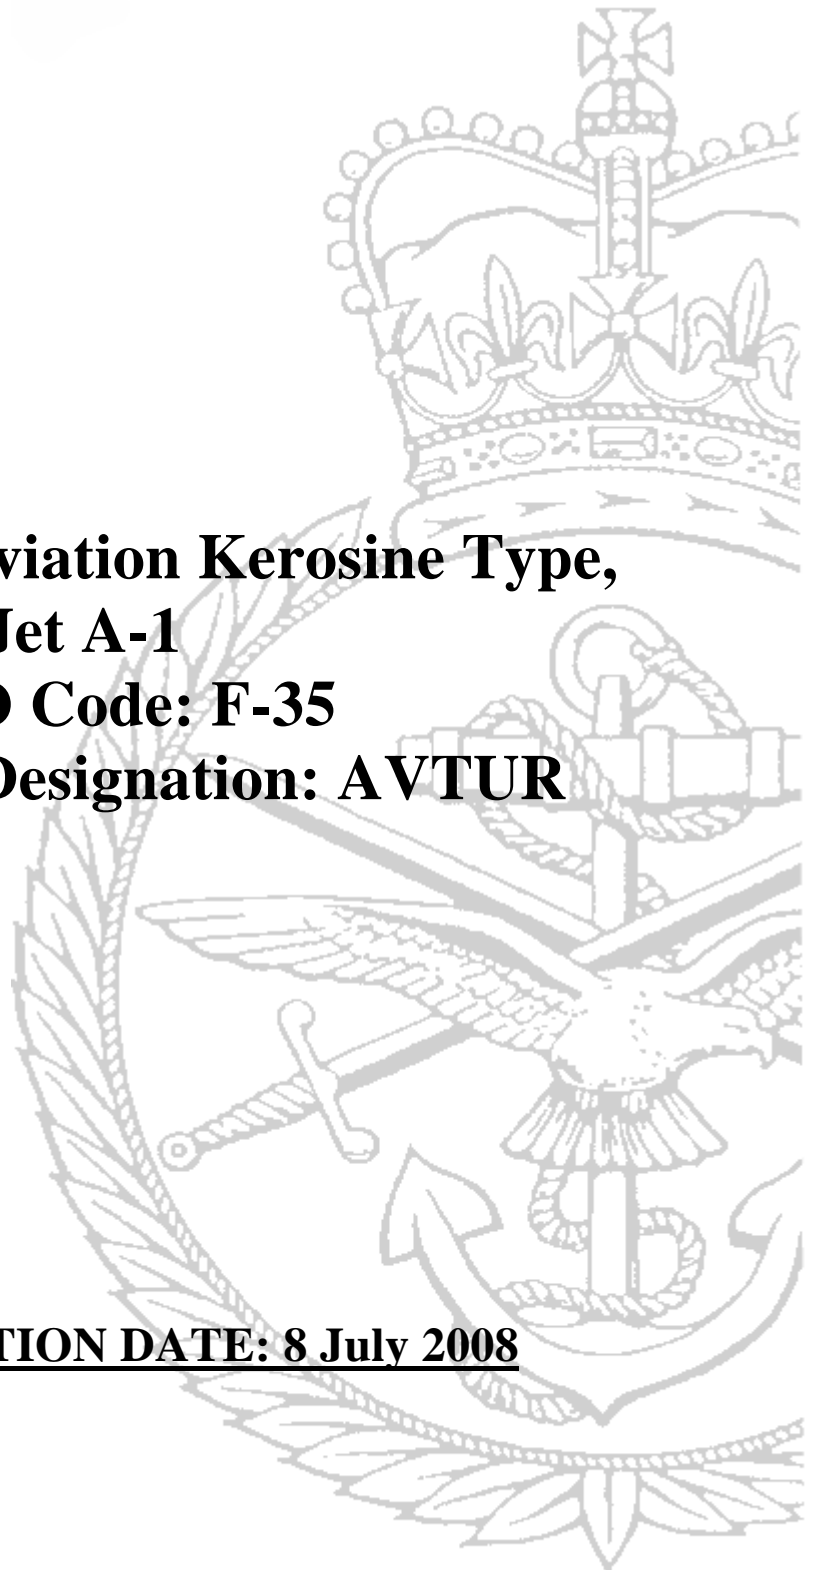 viation Kerosine Type,
Jet A-1
Code: F-35
Designation: AVTUR
TION DATE: 8 July 2008